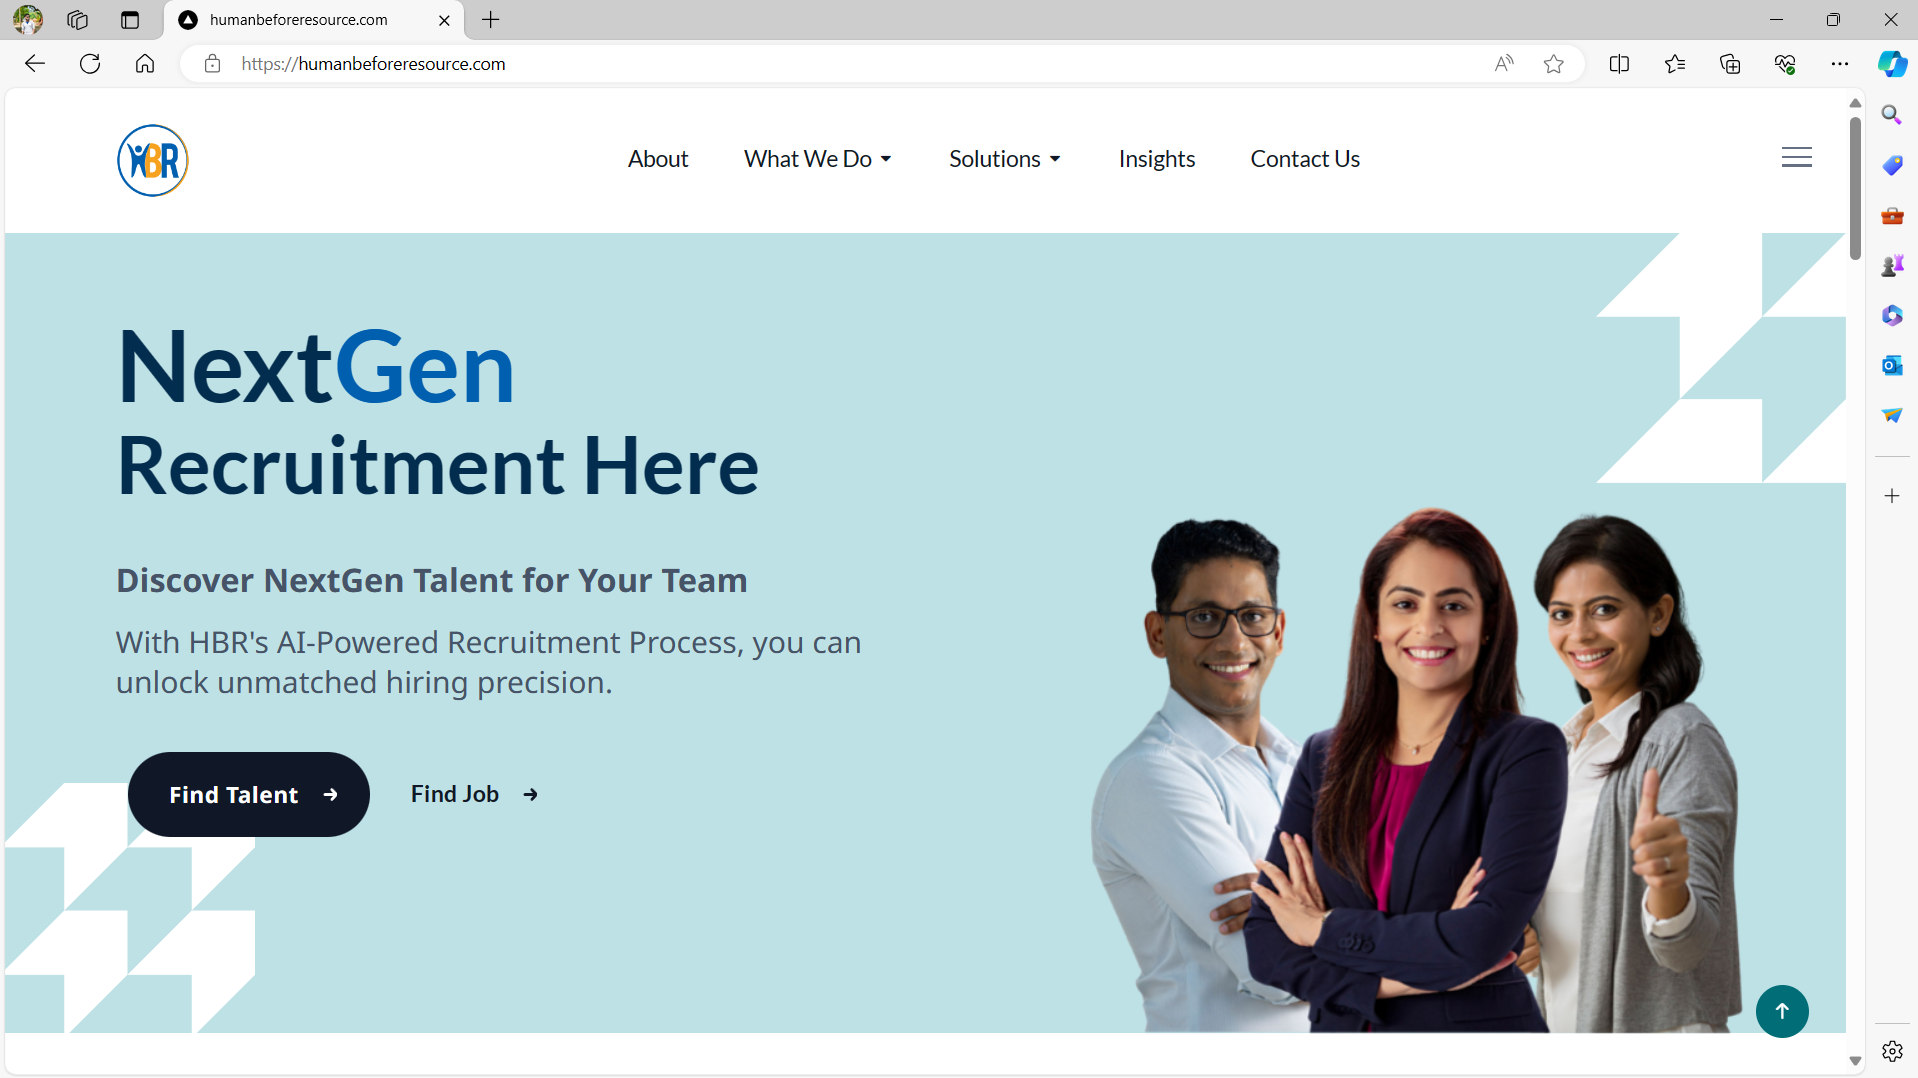 humanbeforeresource.com
https://humanbeforeresource.com
HBR
About
What We Do
Solutions
Insights
Contact Us
NextGen
Recruitment Here
Discover NextGen Talent for Your Team
With HBR's AI-Powered Recruitment Process, you can
unlock unmatched hiring precision.
Find Talent
Find Job